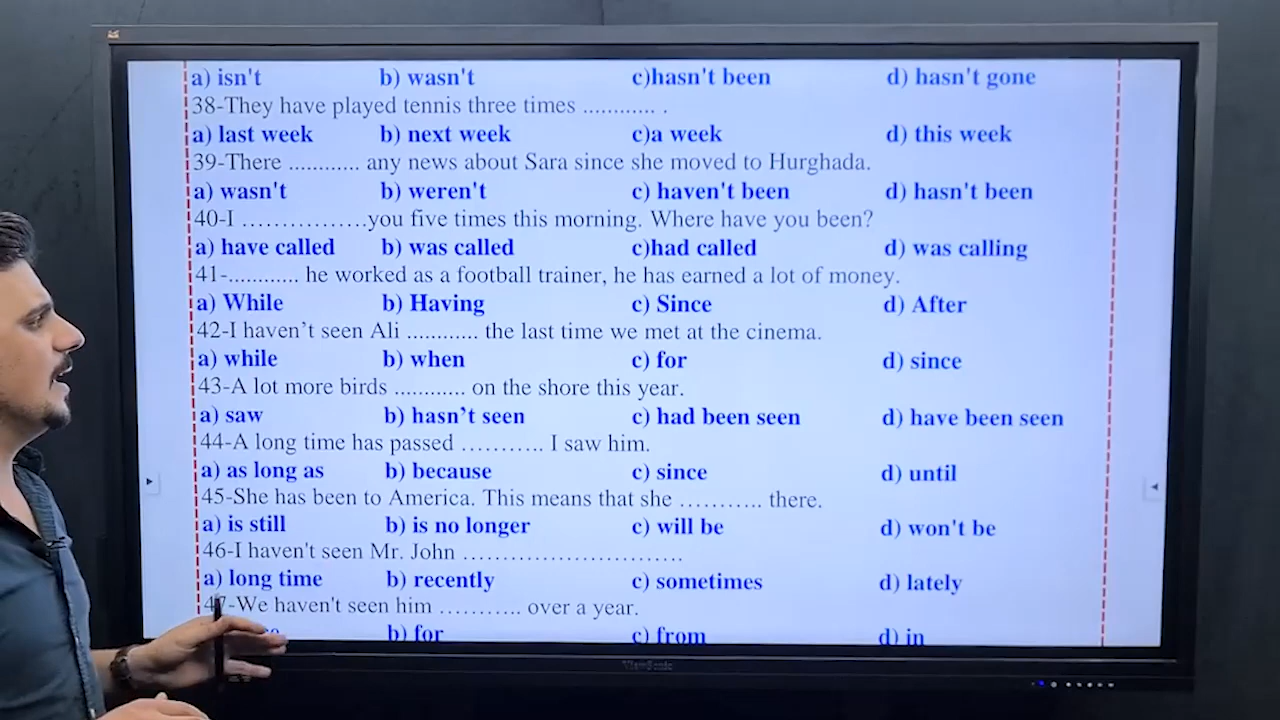 a) isn't b) wasn't c)hasn't been d) hasn't gone
38-They have played tennis three times ............ .
a) last week b) next week c)a week d) this week
39-There ............ any news about Sara since she moved to Hurghada.
a) wasn't b) weren't c) haven't been d) hasn't been
40-I ................you five times this morning. Where have you been?
a) have called b) was called c)had called d) was calling
41-............ he worked as a football trainer, he has earned a lot of money.
a) While b) Having c) Since d) After
42-I haven’t seen Ali ............ the last time we met at the cinema.
a) while b) when c) for d) since
43-A lot more birds ............ on the shore this year.
a) saw b) hasn’t seen c) had been seen d) have been seen
44-A long time has passed ........... I saw him.
a) as long as b) because c) since d) until
45-She has been to America. This means that she ........... there.
a) is still b) is no longer c) will be d) won't be
46-I haven't seen Mr. John .............................
a) long time b) recently c) sometimes d) lately
47-We haven't seen him ........... over a year.
b) for c) from d) in
ViewSonic